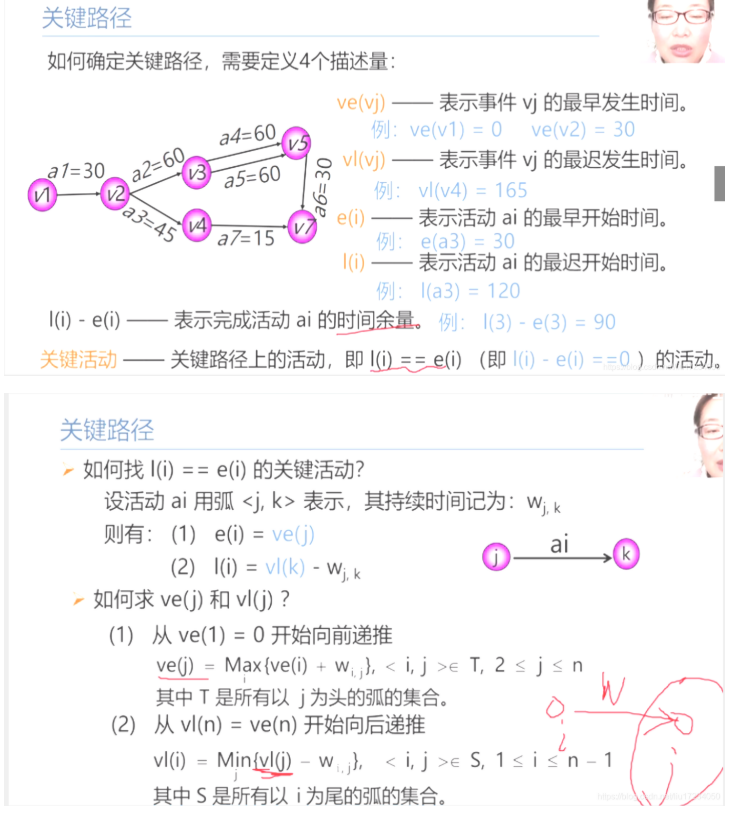 关键路径
如何确定关键路径，需要定义4个描述量：
ve(vj) —— 表示事件 vj 的最早发生时间。
例： ve(v1) = 0 ve(v2) = 30
vl(vj) —— 表示事件 vj 的最迟发生时间。
例： vl(v4) = 165
e(i) —— 表示活动 ai 的最早开始时间。
例： e(a3) = 30
l(i) —— 表示活动 ai 的最迟开始时间。
例： l(a3) = 120
a1=30
a2=60
a3=45
a4=60
a5=60
a6=30
a7=15
v1
v2
v3
v4
v5
v7
l(i) - e(i) —— 表示完成活动 ai 的时间余量。 例： l(3) - e(3) = 90
关键活动 —— 关键路径上的活动，即 l(i) == e(i) （即 l(i) - e(i) ==0 ）的活动。
关键路径
如何找 l(i) == e(i) 的关键活动？
设活动 ai 用弧 <j, k> 表示，其持续时间记为：w j, k
则有： (1) e(i) = ve(j)
(2) l(i) = vl(k) - w j, k
j
ai
k
如何求 ve(j) 和 vl(j) ?
(1) 从 ve(1) = 0 开始向前递推
ve(j) = Max{ve(i) + w i, j}, < i, j >∈ T, 2 ≤ j ≤ n
i
其中 T 是所有以 j 为头的弧的集合。
(2) 从 vl(n) = ve(n) 开始向后递推
vl(i) = Min{vl(j) − w i, j}, < i, j >∈ S, 1 ≤ i ≤ n − 1
j
其中 S 是所有以 i 为尾的弧的集合。
W
i
j